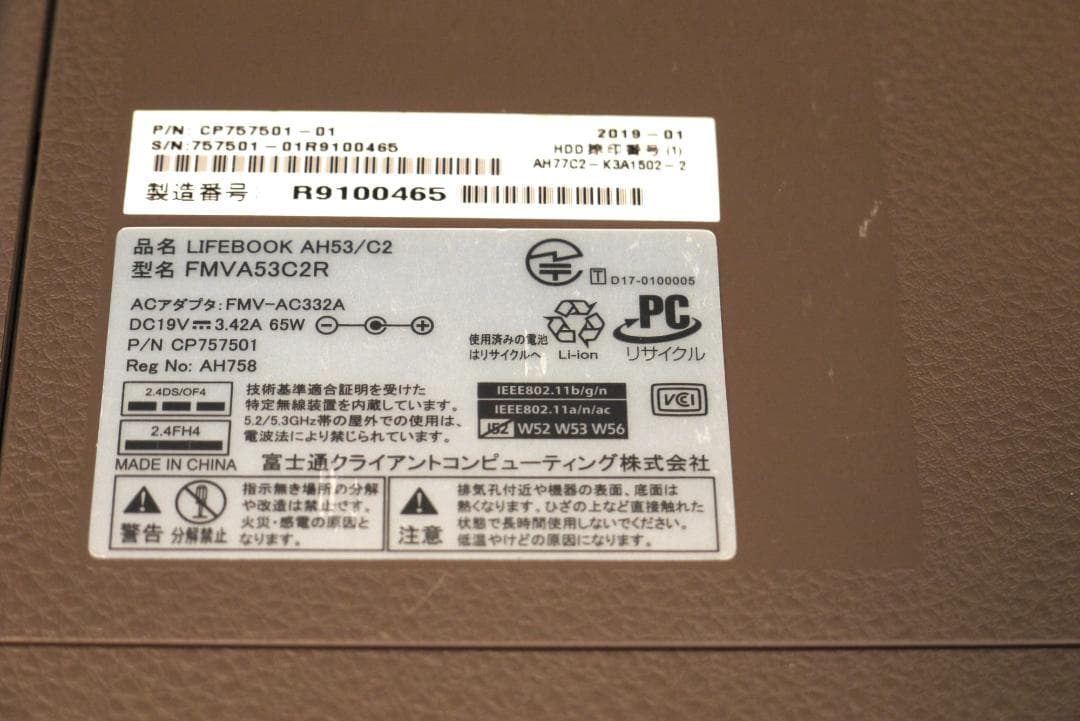 P/N: CP757501-01
2019-01
S/N:757501-01R9100465
HDD 捺印番号(1)
AH77C2-K3A1502-2
製造番号: R9100465
品名 LIFEBOOK AH53/C2
型名 FMVA53C2R
T D17-0100005
ACアダプタ:FMV-AC332A
DC19V 3.42A 65W
P/N CP757501
Reg No: AH758
使用済みの電池
はリサイクルへ
Li-ion
PC
リサイクル
2.4DS/OF4
2.4FH4
技術基準適合証明を受けた
特定無線装置を内蔵しています。
5.2/5.3GHz帯の屋外での使用は、
電波法により禁じられています。
IEEE802.11b/g/n
IEEE802.11a/n/ac
J52 W52 W53 W56
VCCI
MADE IN CHINA 富士通クライアントコンピューティング株式会社
警告
分解禁止
指示無き場所の分解
や改造は禁止です。
火災・感電の原因と
なります。
注意
排気孔付近や機器の表面、底面は
熱くなります。ひざの上など直接触れた
状態で長時間使用しないでください。
低温やけどの原因になります。